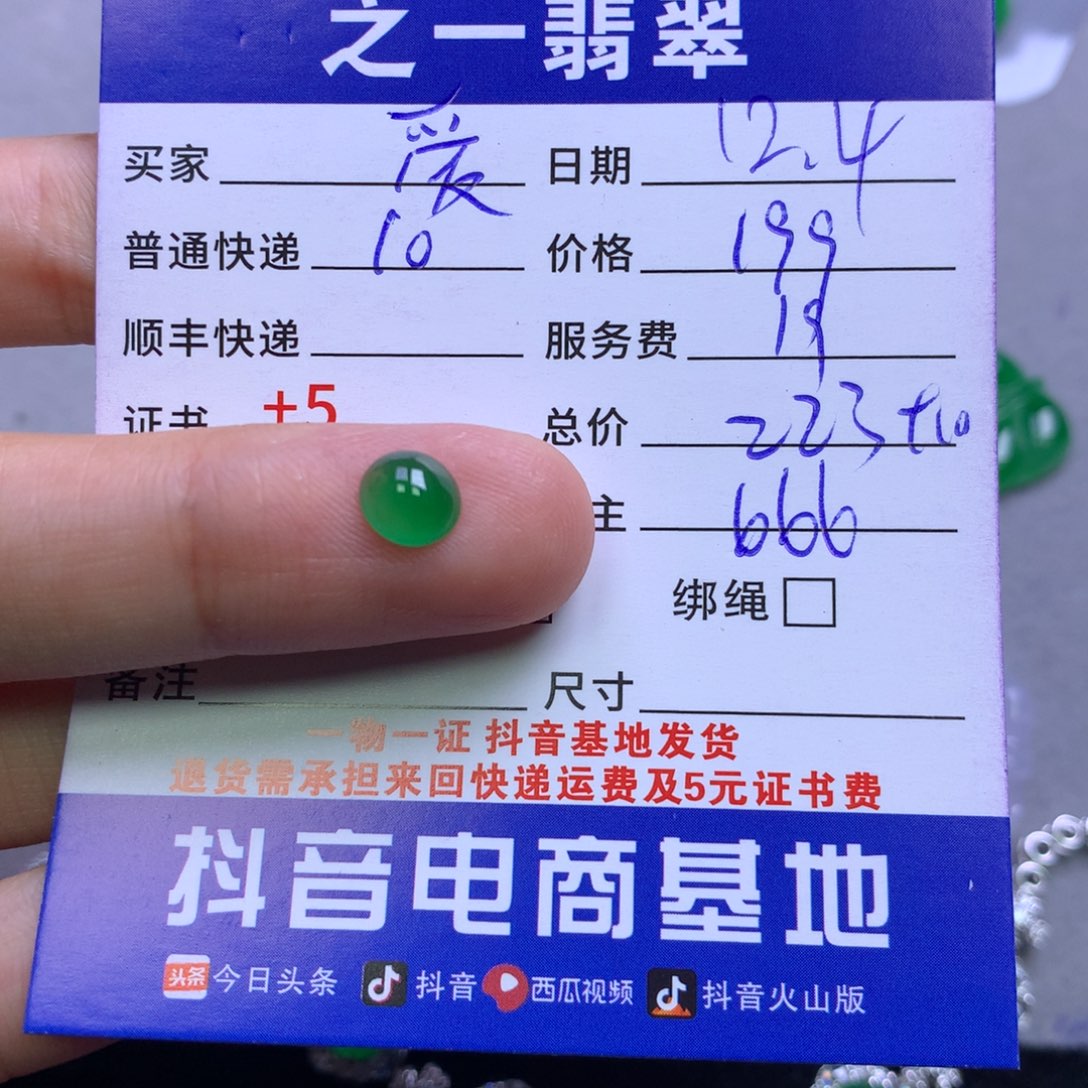 之一翡翠
买家 爱 日期 12.4
普通快递 10 价格 199
顺丰快递 服务费 19
证书 +5 总价 223+10
主 666
绑绳
备注 尺寸
一物一证 抖音基地发货
退货需承担来回快递运费及5元证书费
抖音电商基地
头条 今日头条 抖音 西瓜视频 抖音火山版